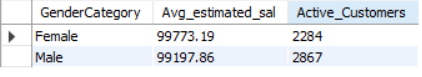 GenderCategory Avg_estimated_sal Active_Customers
Female 99773.19 2284
Male 99197.86 2867